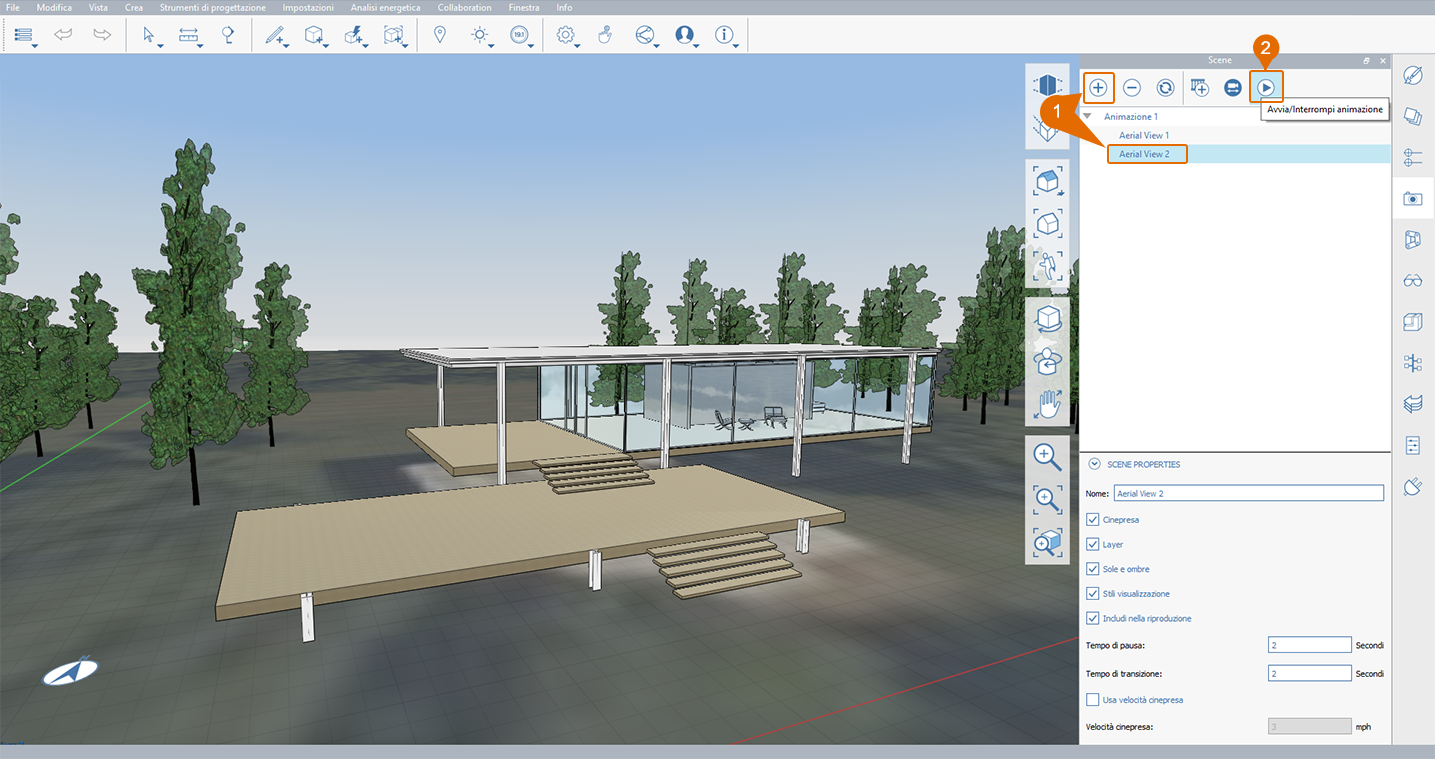 File Modifica Vista Crea Strumenti di progettazione Impostazioni Analisi energetica Collaboration Finestra Info
19:1
2
Scene
1
Avvia/Interrompi animazione
Animazione 1
Aerial View 1
Aerial View 2
SCENE PROPERTIES
Nome: Aerial View 2
Cinepresa
Layer
Sole e ombre
Stili visualizzazione
Includi nella riproduzione
Tempo di pausa: 2 Secondi
Tempo di transizione: 2 Secondi
Usa velocità cinepresa
Velocità cinepresa: 3 mph